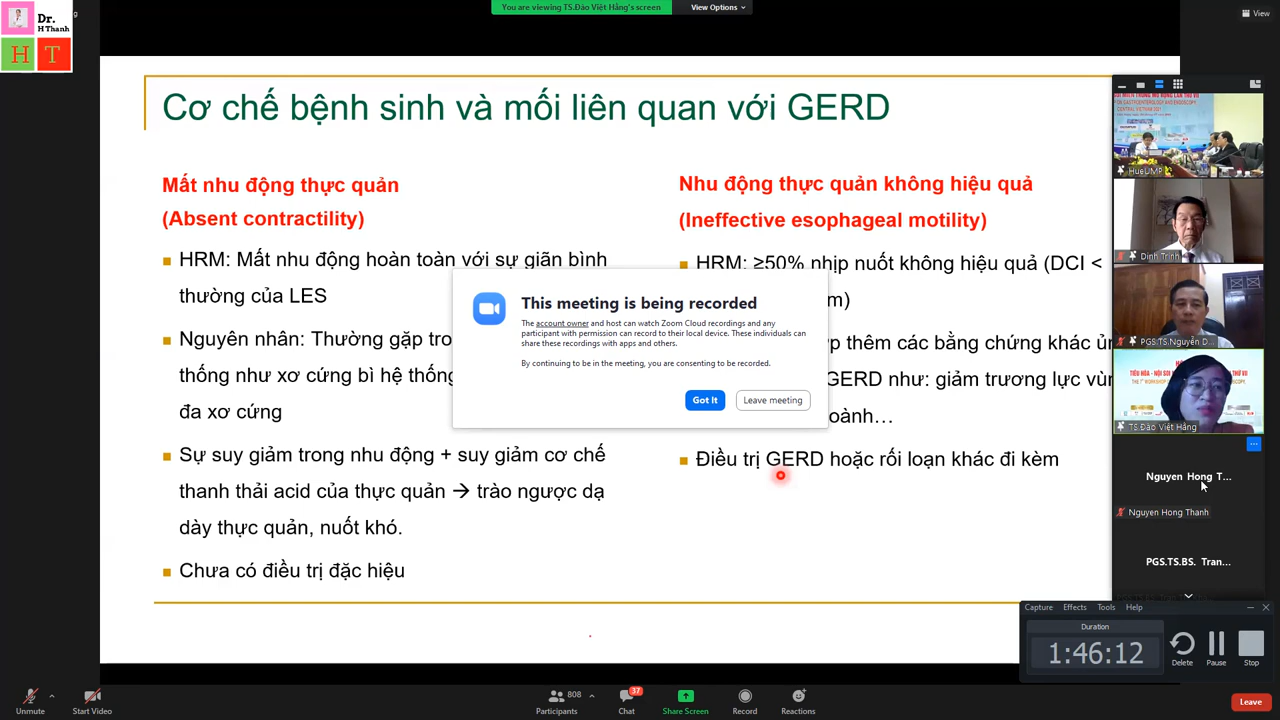 Dr.
H Thanh
H T
You are viewing TS.Đào Việt Hằng's screen
View Options
View
Cơ chế bệnh sinh và mối liên quan với GERD
Mất nhu động thực quản
(Absent contractility)
HRM: Mất nhu động hoàn toàn với sự giãn bình
thường của LES
Nguyên nhân: Thường gặp tro
thống như xơ cứng bì hệ thống
đa xơ cứng
Sự suy giảm trong nhu động + suy giảm cơ chế
thanh thải acid của thực quản → trào ngược dạ
dày thực quản, nuốt khó.
Chưa có điều trị đặc hiệu
Nhu động thực quản không hiệu quả
(Ineffective esophageal motility)
HRM: ≥50% nhịp nuốt không hiệu quả (DCI <
m)
p thêm các bằng chứng khác ủn
GERD như: giảm trương lực vùn
oành…
Điều trị GERD hoặc rối loạn khác đi kèm
This meeting is being recorded
The account owner and host can watch Zoom Cloud recordings and any
participant with permission can record to their local device. These individuals can
share these recordings with apps and others.
By continuing to be in the meeting, you are consenting to be recorded.
Got It
Leave meeting
HueUMP
Dinh Trinh
PGS.TS.Nguyễn D...
THE 7
TS.Đào Việt Hằng
Nguyen Hong T...
Nguyen Hong Thanh
PGS.TS.BS. Tran...
Capture Effects Tools Help
Duration
1:46:12
Delete
Pause
Stop
Unmute
Start Video
808
Participants
37
Chat
Share Screen
Record
Reactions
Leave